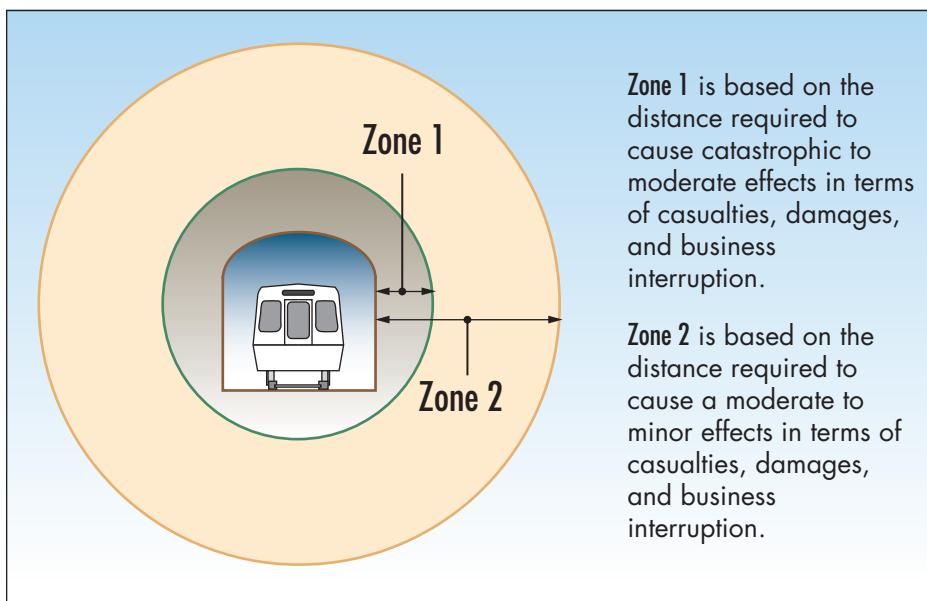 Zone 1
Zone 2
Zone 1 is based on the
distance required to
cause catastrophic to
moderate effects in terms
of casualties, damages,
and business
interruption.
Zone 2 is based on the
distance required to
cause a moderate to
minor effects in terms of
casualties, damages,
and business
interruption.